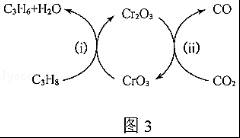 C₃H₆+H₂O Cr₂O₃ CO
(i) (ii)
C₃H₈ CrO₃ CO₂
图 3